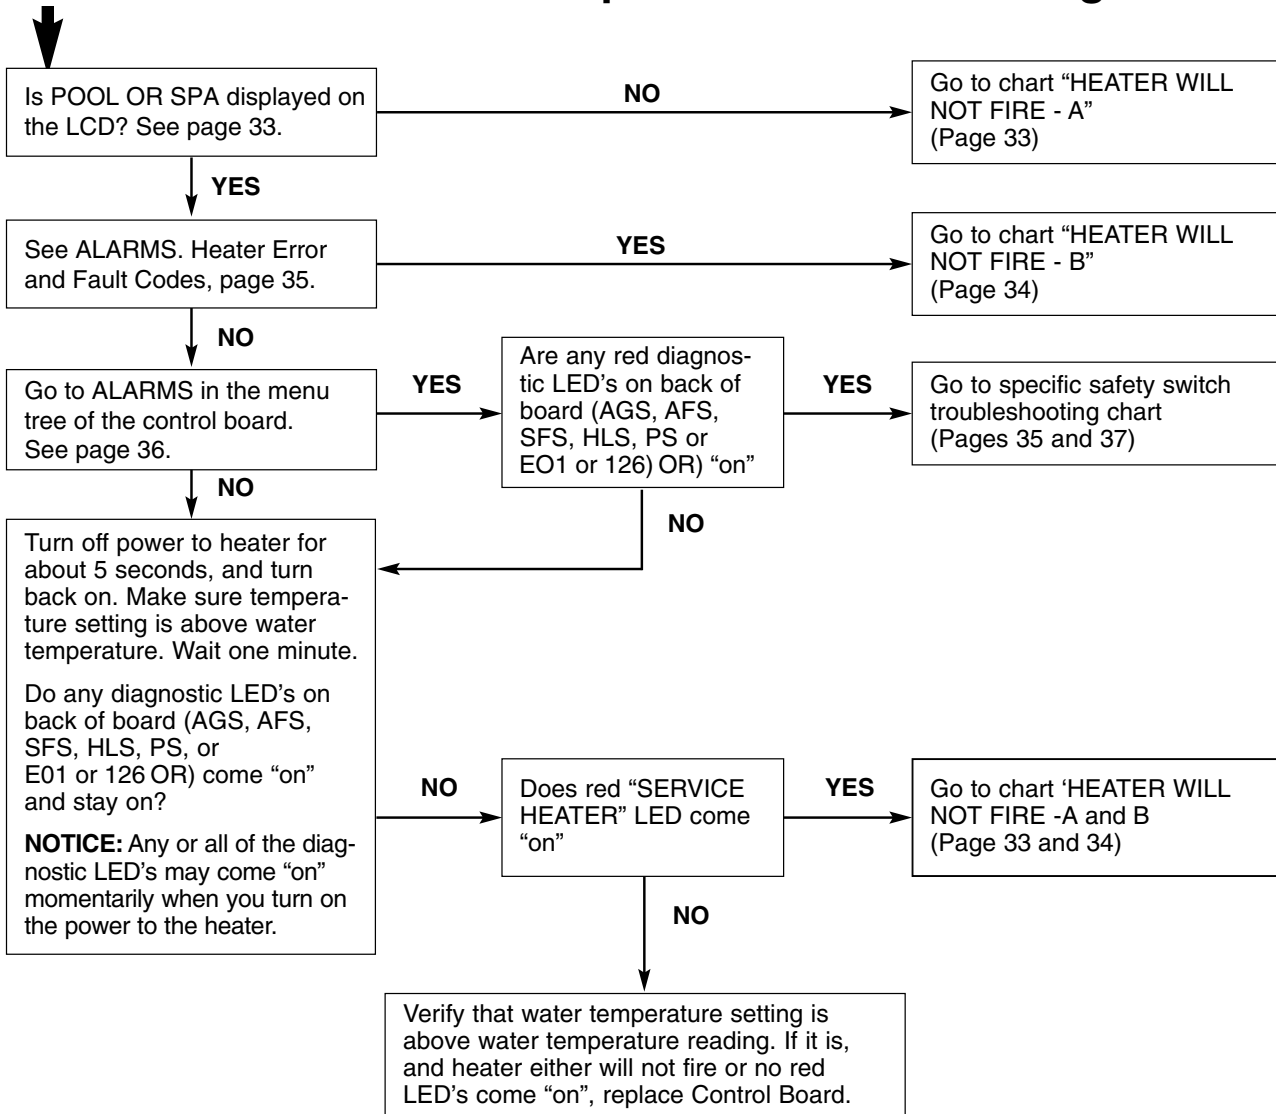 Is POOL OR SPA displayed on
the LCD? See page 33.
NO
Go to chart “HEATER WILL
NOT FIRE - A”
(Page 33)
YES
See ALARMS. Heater Error
and Fault Codes, page 35.
YES
Go to chart “HEATER WILL
NOT FIRE - B”
(Page 34)
NO
Go to ALARMS in the menu
tree of the control board.
See page 36.
YES
Are any red diagnos-
tic LED’s on back of
board (AGS, AFS,
SFS, HLS, PS or
EO1 or 126) OR) “on”
YES
Go to specific safety switch
troubleshooting chart
(Pages 35 and 37)
NO
NO
Turn off power to heater for
about 5 seconds, and turn
back on. Make sure tempera-
ture setting is above water
temperature. Wait one minute.
Do any diagnostic LED’s on
back of board (AGS, AFS,
SFS, HLS, PS, or
E01 or 126 OR) come “on”
and stay on?
NOTICE: Any or all of the diag-
nostic LED’s may come “on”
momentarily when you turn on
the power to the heater.
NO
Does red “SERVICE
HEATER” LED come
“on”
YES
Go to chart ‘HEATER WILL
NOT FIRE -A and B
(Page 33 and 34)
NO
Verify that water temperature setting is
above water temperature reading. If it is,
and heater either will not fire or no red
LED’s come “on”, replace Control Board.